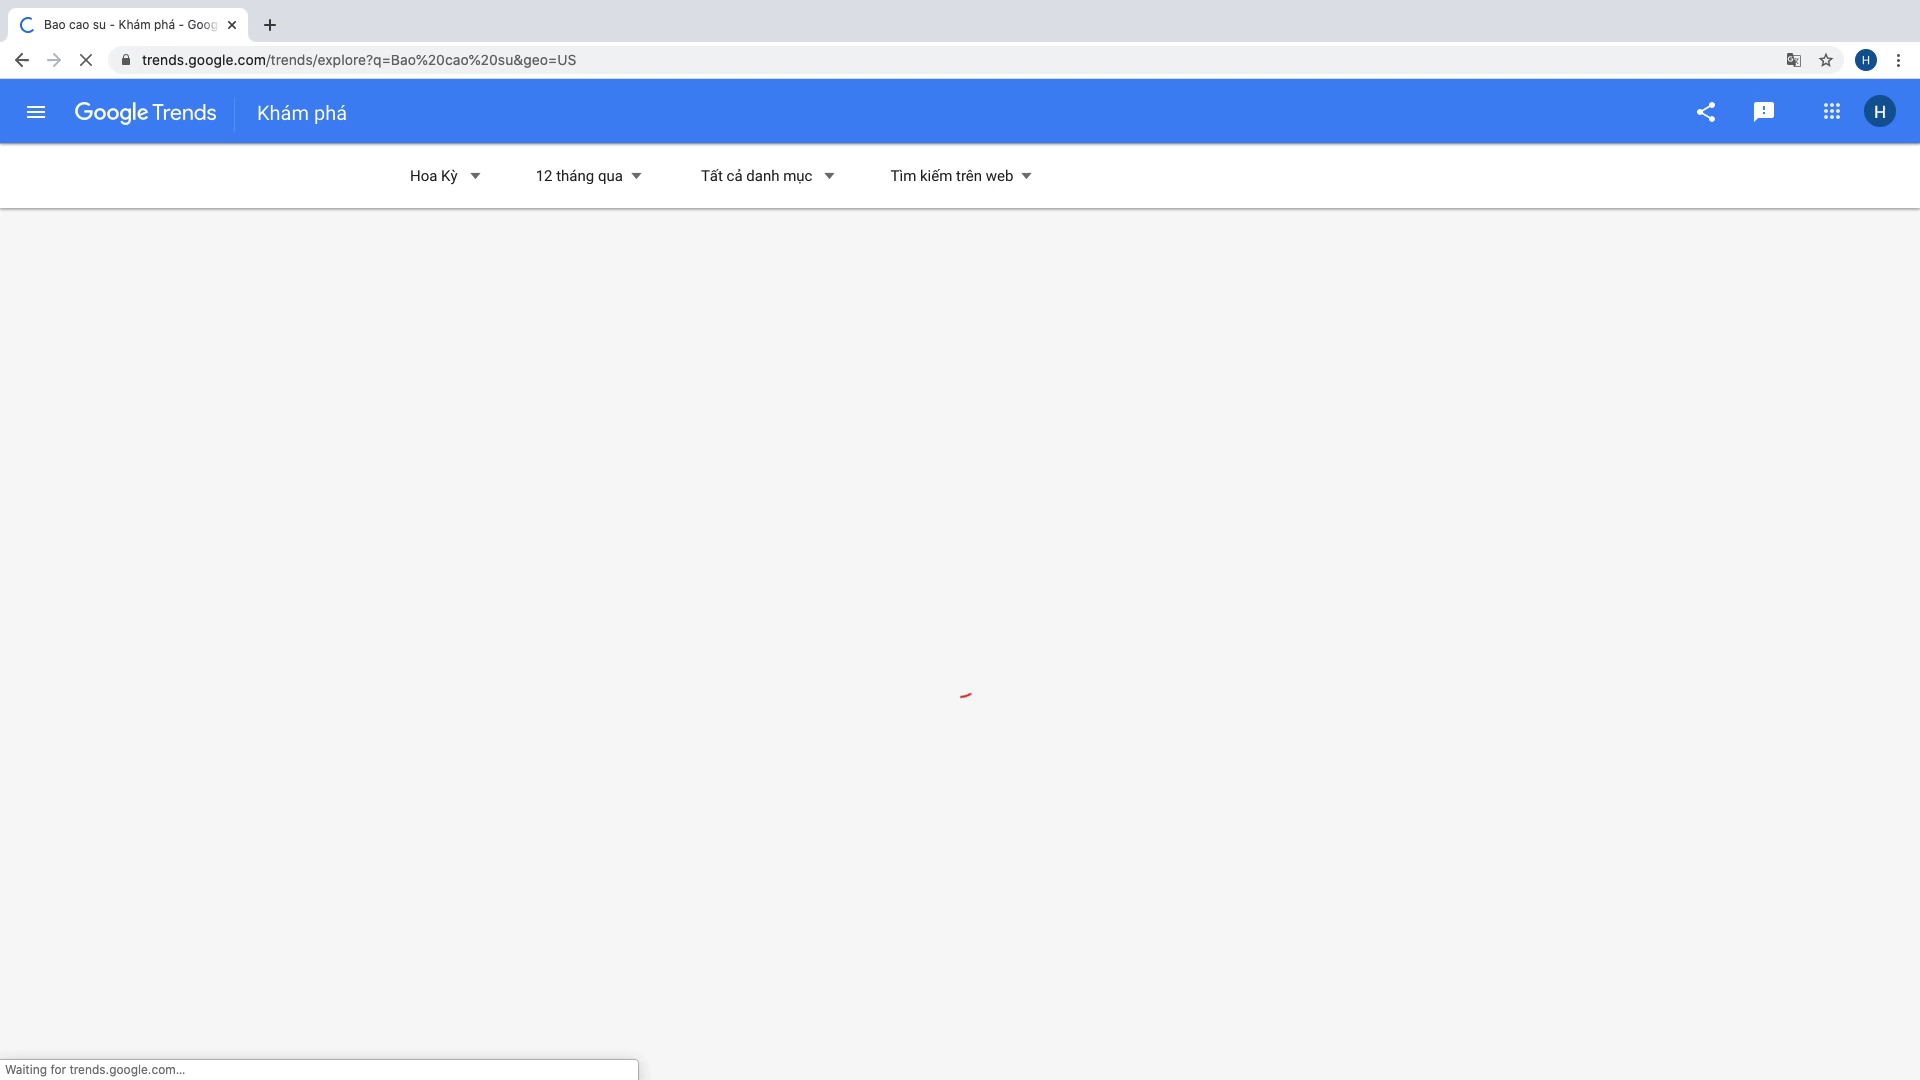 Bao cao su - Khám phá - Goog
trends.google.com/trends/explore?q=Bao%20cao%20su&geo=US
H
Google Trends
Khám phá
H
Hoa Kỳ
12 tháng qua
Tất cả danh mục
Tìm kiếm trên web
Waiting for trends.google.com...